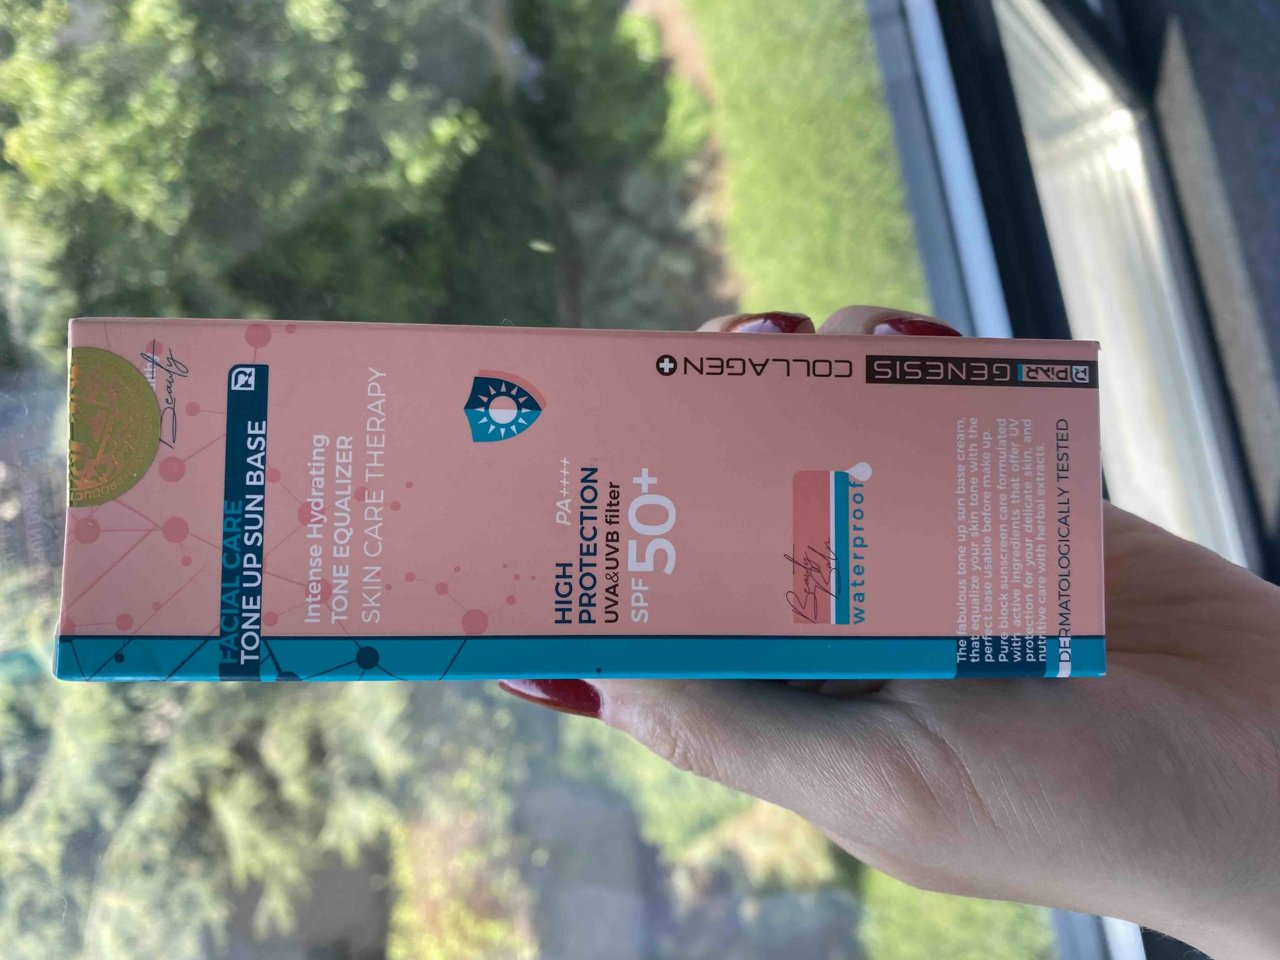 Beauty
FACIAL CARE
TONE UP SUN BASE
Intense Hydrating
TONE EQUALIZER
SKIN CARE THERAPY
PA++++
HIGH
PROTECTION
UVA&UVB filter
SPF 50+
Beauty
waterproof
GENESIS COLLAGEN+
The fabulous tone up sun base cream,
that equalize your skin tone with the
perfect base usable before make up.
Pure block sunscreen care formulated
with active ingredients that offer UV
protection for your delicate skin, and
nutritive care with herbal extracts.
DERMATOLOGICALLY TESTED